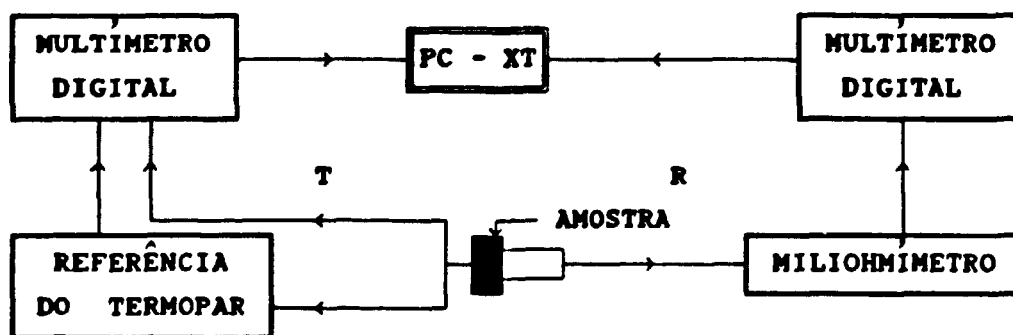 MULTÍMETRO
DIGITAL
PC - XT
MULTÍMETRO
DIGITAL
T
R
AMOSTRA
REFERÊNCIA
DO TERMOPAR
MILIOHMÍMETRO